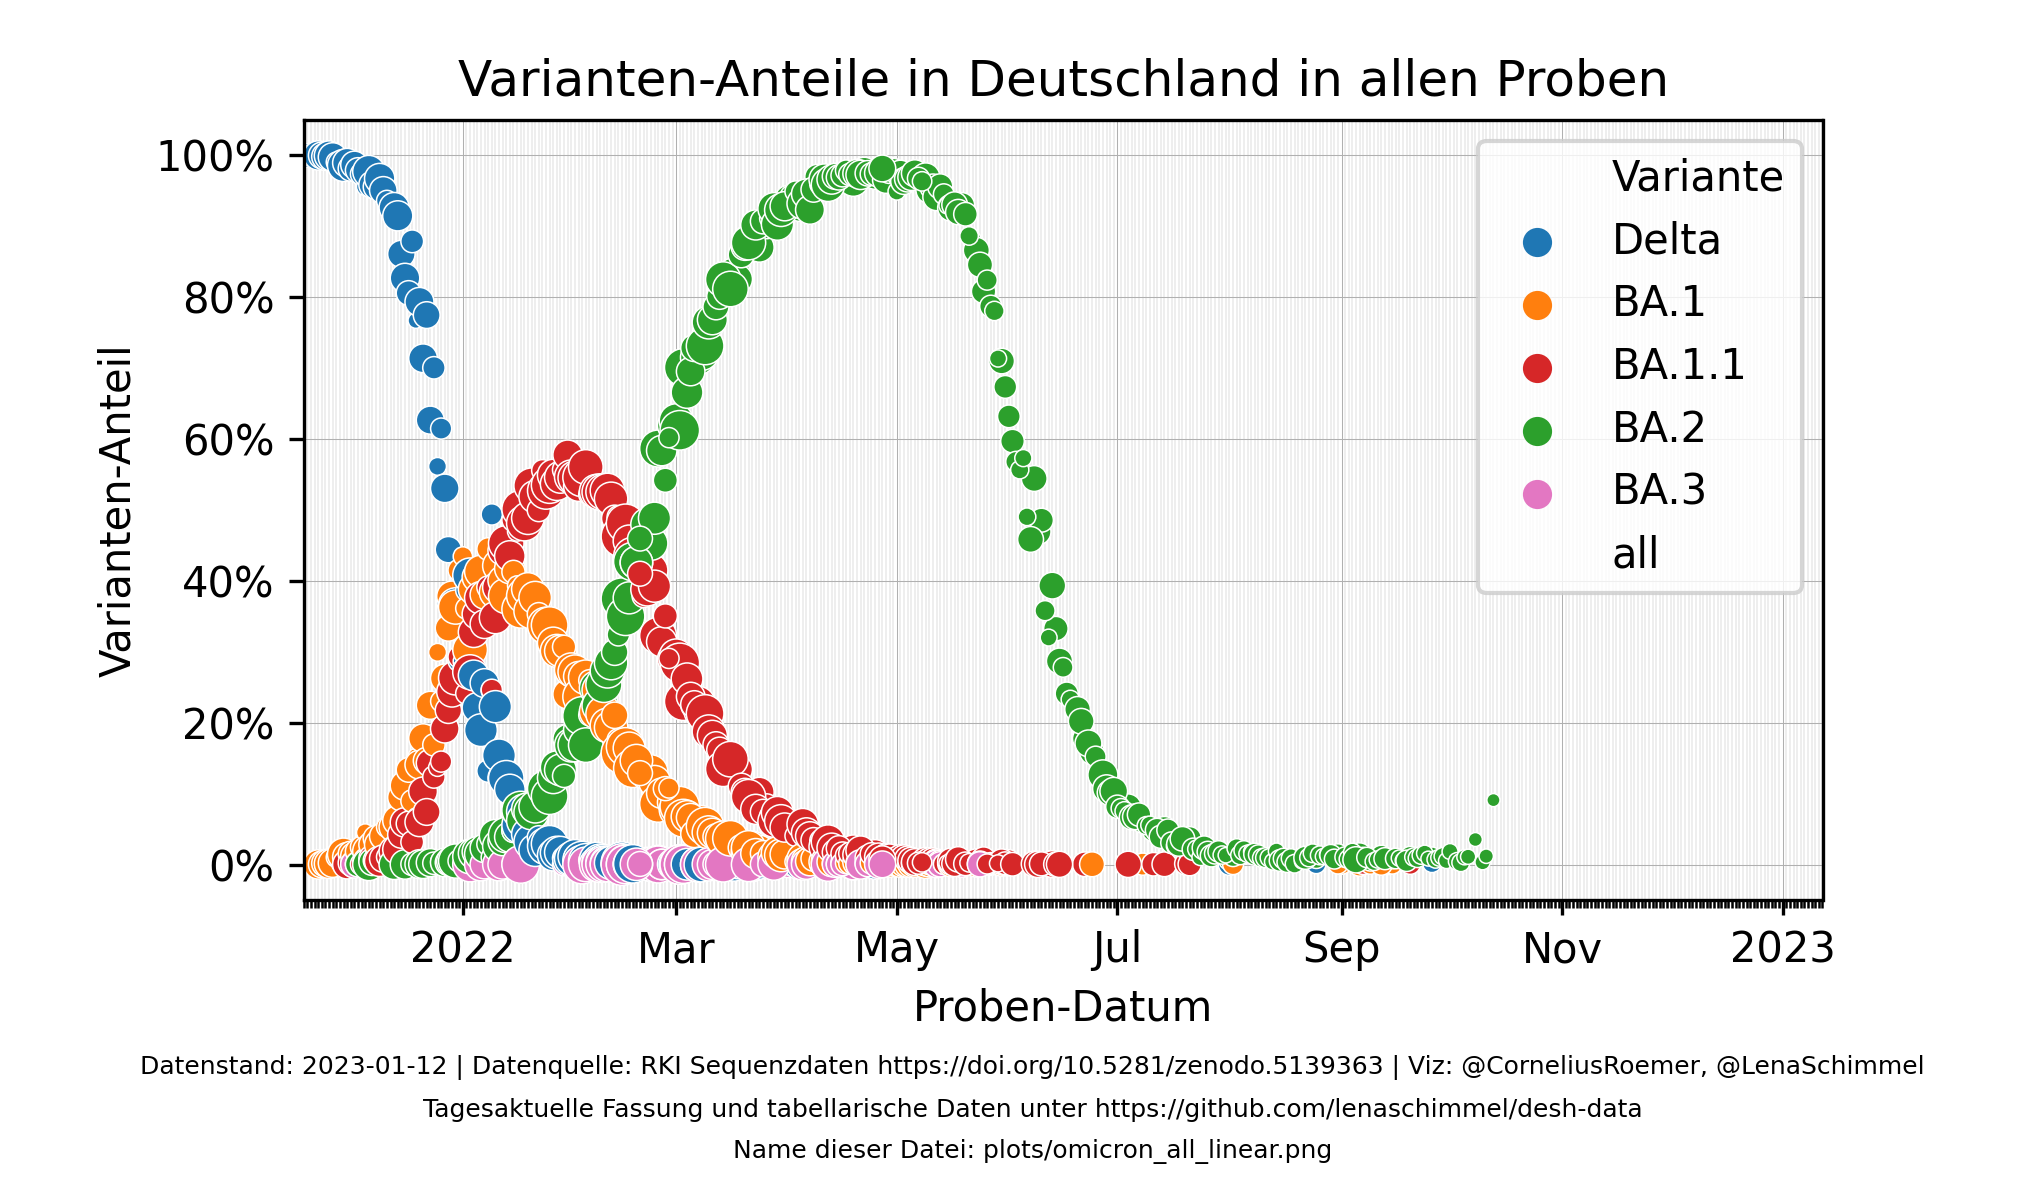 Varianten-Anteile in Deutschland in allen Proben
Varianten-Anteil
100%
80%
60%
40%
20%
0%
Variante
Delta
BA.1
BA.1.1
BA.2
BA.3
all
2022
Mar
May
Jul
Sep
Nov
2023
Proben-Datum
Datenstand: 2023-01-12 | Datenquelle: RKI Sequenzdaten https://doi.org/10.5281/zenodo.5139363 | Viz: @CorneliusRoemer, @LenaSchimmel
Tagesaktuelle Fassung und tabellarische Daten unter https://github.com/lenaschimmel/desh-data
Name dieser Datei: plots/omicron_all_linear.png